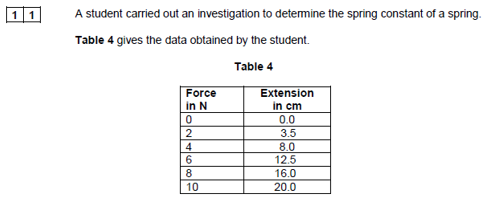 1 1 A student carried out an investigation to determine the spring constant of a spring.
Table 4 gives the data obtained by the student.
Table 4
Force in N Extension in cm
0 0.0
2 3.5
4 8.0
6 12.5
8 16.0
10 20.0